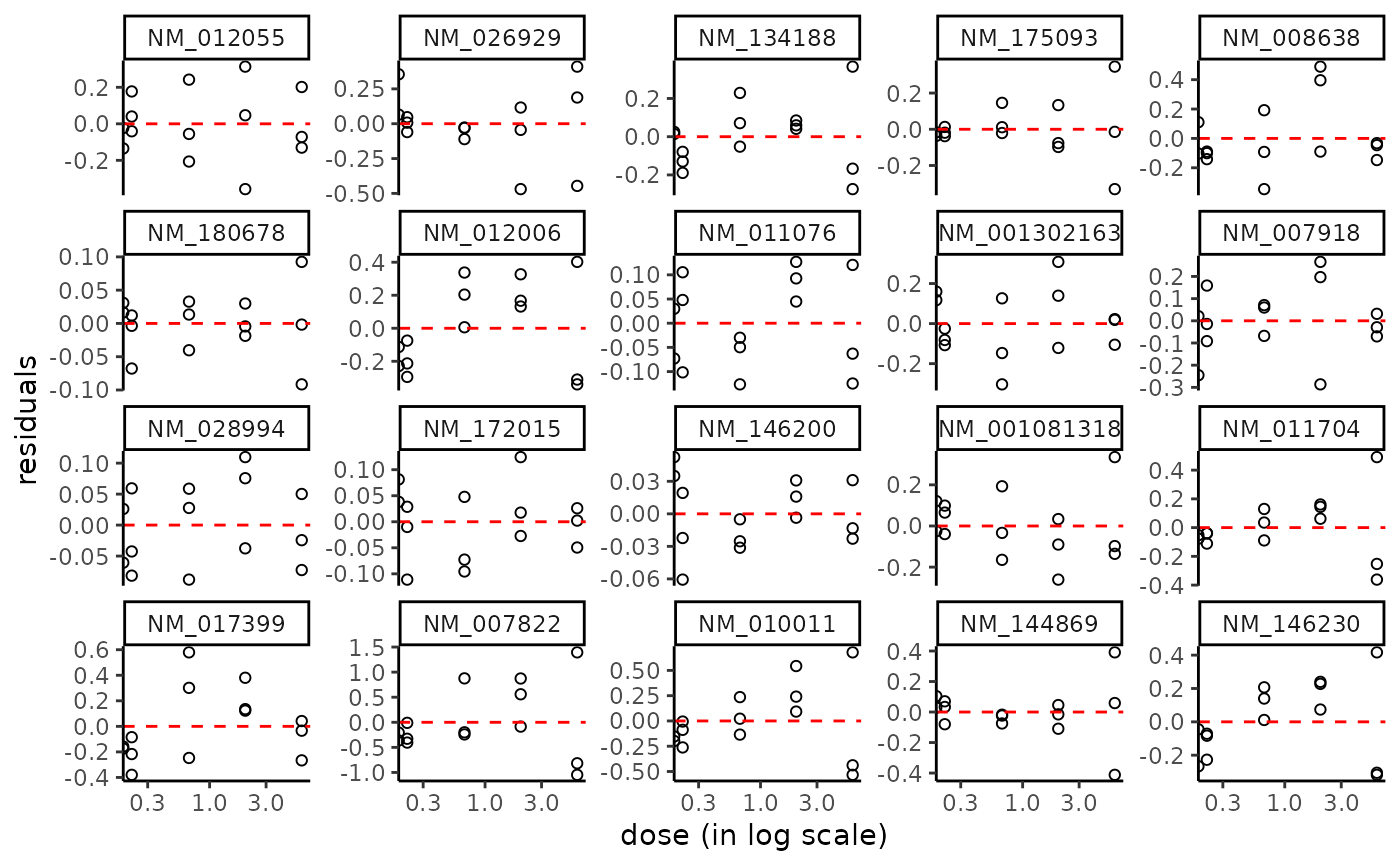 NM_012055 NM_026929 NM_134188 NM_175093 NM_008638
0.2 0.25 0.2 0.2 0.4
0.0 0.00 0.0 0.0 0.2
-0.2 -0.25 -0.2 -0.2 0.0
-0.50 -0.2
NM_180678 NM_012006 NM_011076 NM_001302163 NM_007918
0.10 0.4 0.10 0.2 0.2
0.05 0.2 0.05 0.0 0.1
0.00 0.0 0.00 -0.2 0.0
-0.05 -0.2 -0.05 -0.1
-0.10 -0.10 -0.2
-0.3
residuals
NM_028994 NM_172015 NM_146200 NM_001081318 NM_011704
0.10 0.10 0.03 0.2 0.4
0.05 0.05 0.00 0.0 0.2
0.00 0.00 -0.03 -0.2 0.0
-0.05 -0.05 -0.06 -0.2
-0.10 -0.4
NM_017399 NM_007822 NM_010011 NM_144869 NM_146230
0.6 1.5 0.50 0.4 0.4
0.4 1.0 0.25 0.2 0.2
0.2 0.5 0.00 0.0 0.0
0.0 0.0 -0.25 -0.2 -0.2
-0.2 -0.5 -0.50 -0.4
-0.4 -1.0
0.3 1.0 3.0 0.3 1.0 3.0 0.3 1.0 3.0 0.3 1.0 3.0 0.3 1.0 3.0
dose (in log scale)